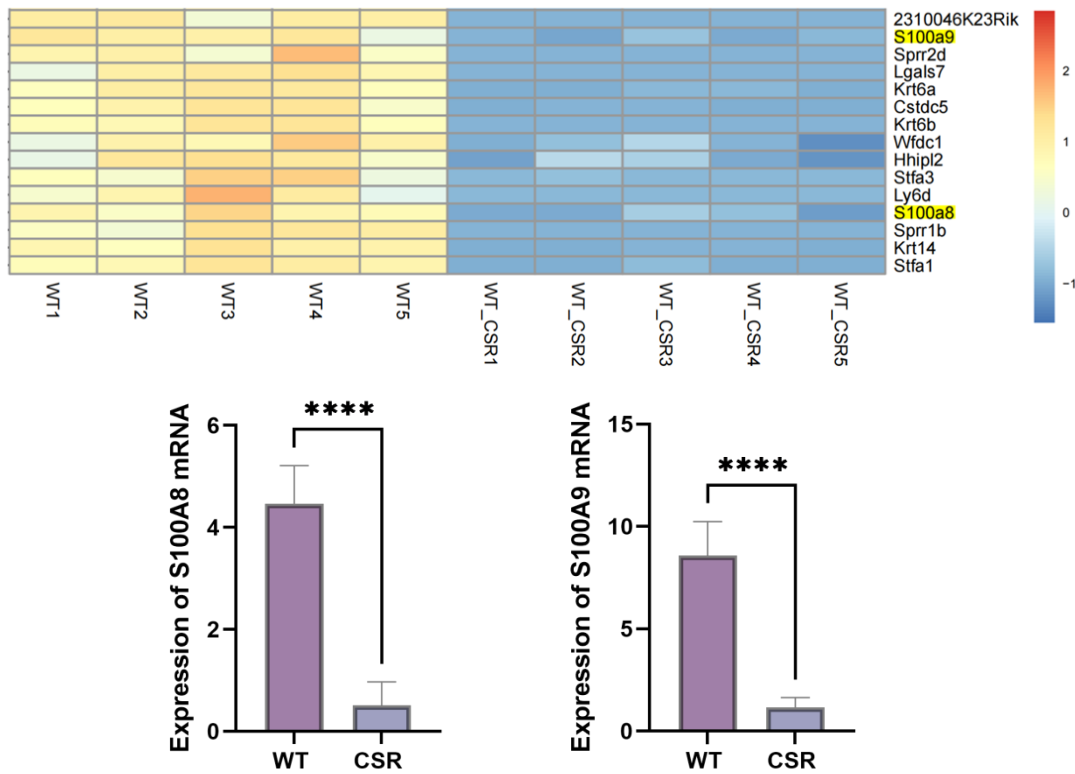 2310046K23Rik
S100a9
Sprr2d
Lgals7
Krt6a
Cstdc5
Krt6b
Wfdc1
Hhipl2
Stfa3
Ly6d
S100a8
Sprr1b
Krt14
Stfa1
2
1
0
−1
WT1
WT2
WT3
WT4
WT5
WT_CSR1
WT_CSR2
WT_CSR3
WT_CSR4
WT_CSR5
Expression of S100A8 mRNA
6
4
2
0
****
WT
CSR
Expression of S100A9 mRNA
15
10
5
0
****
WT
CSR